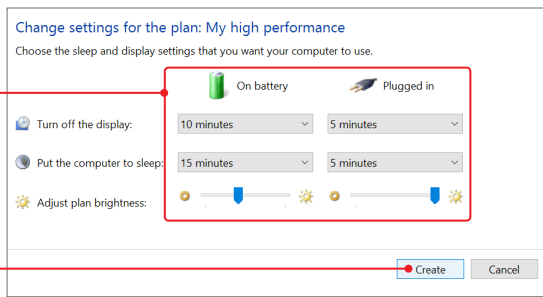 Change settings for the plan: My high performance
Choose the sleep and display settings that you want your computer to use.
On battery Plugged in
Turn off the display: 10 minutes 5 minutes
Put the computer to sleep: 15 minutes 5 minutes
Adjust plan brightness:
Create Cancel